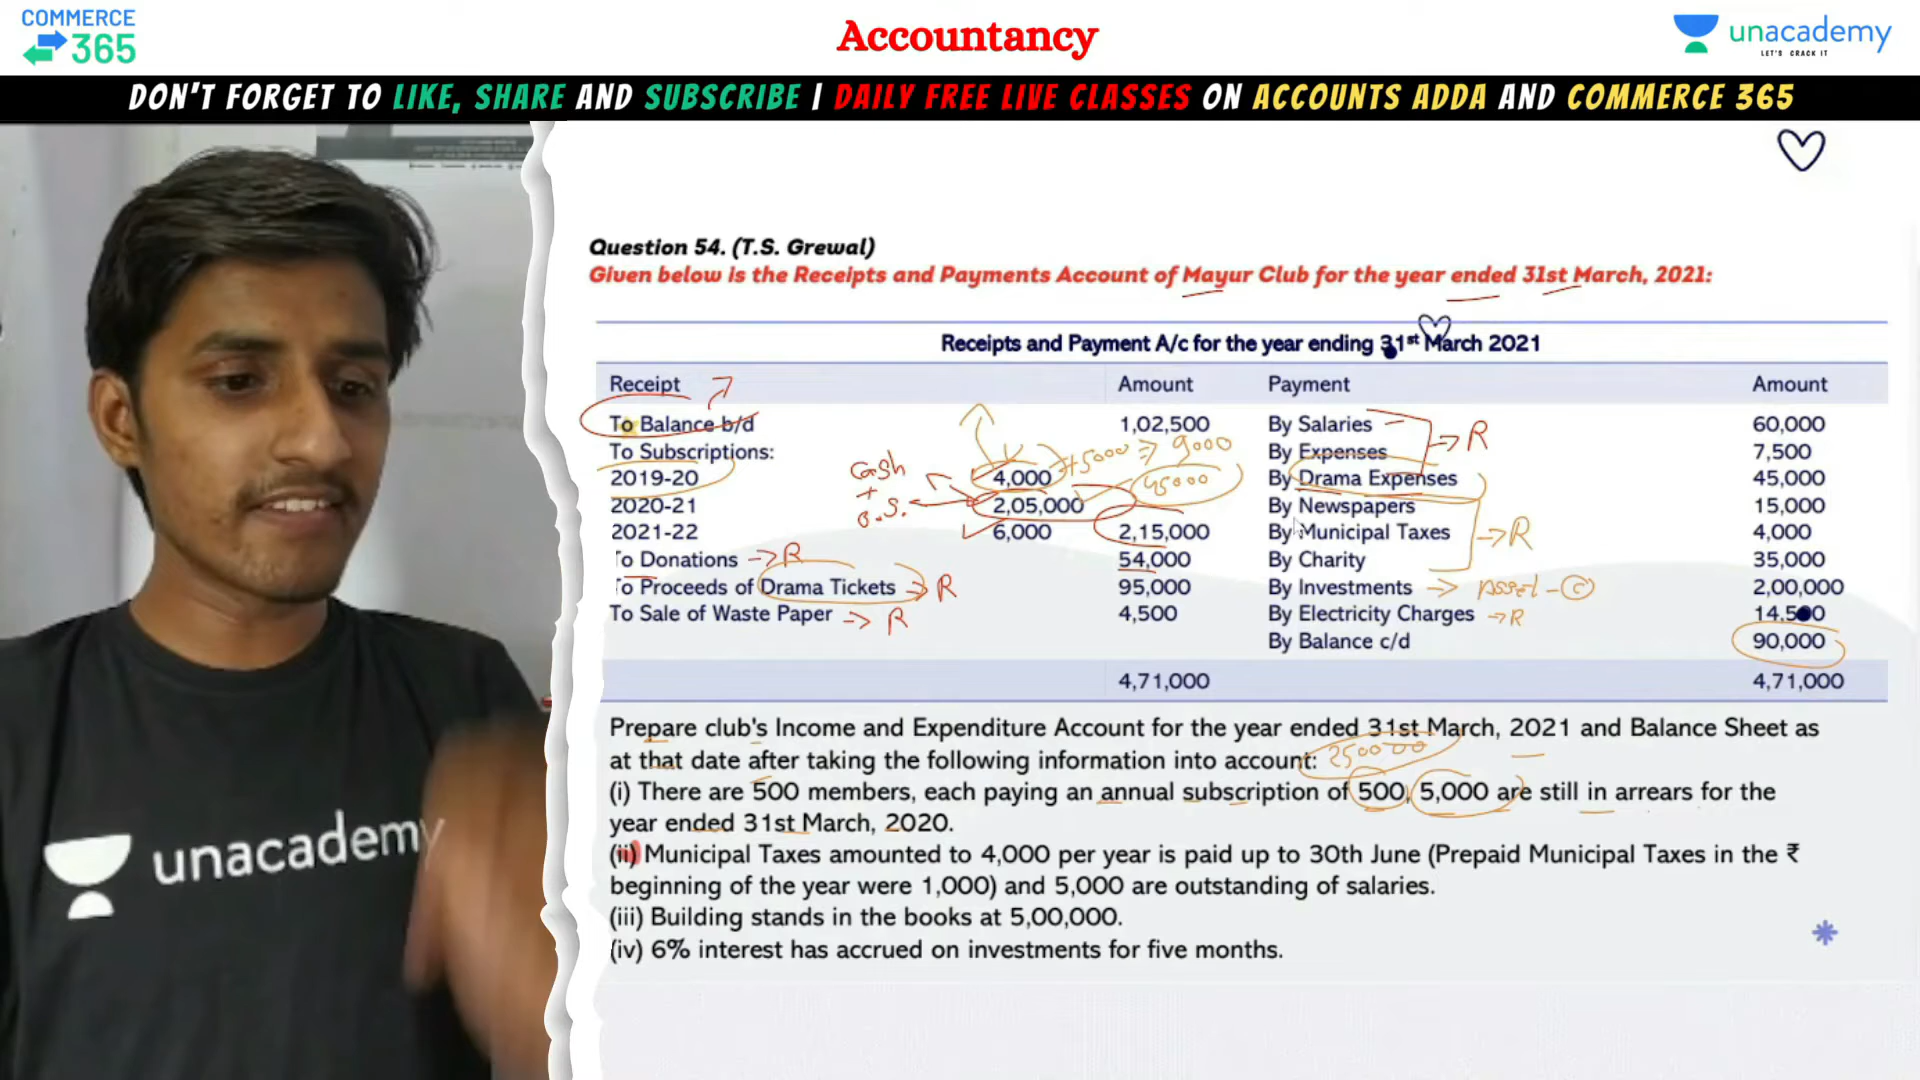 COMMERCE
365
Accountancy
unacademy
LET'S CRACK IT
DON'T FORGET TO LIKE, SHARE AND SUBSCRIBE | DAILY FREE LIVE CLASSES ON ACCOUNTS ADDA AND COMMERCE 365
Question 54. (T.S. Grewal)
Given below is the Receipts and Payments Account of Mayur Club for the year ended 31st March, 2021:
Receipts and Payment A/c for the year ending 31st March 2021
Receipt Amount Payment Amount
To Balance b/d 1,02,500 By Salaries 60,000
To Subscriptions: By Expenses 7,500
2019-20 4,000 By Drama Expenses 45,000
2020-21 2,05,000 By Newspapers 15,000
2021-22 6,000 2,15,000 By Municipal Taxes 4,000
To Donations 54,000 By Charity 35,000
To Proceeds of Drama Tickets 95,000 By Investments 2,00,000
To Sale of Waste Paper 4,500 By Electricity Charges 14,500
By Balance c/d 90,000
4,71,000 4,71,000
Cash
+
O.S.
+5000 → 9000
45000
→ R
→ R
→ R
→ R
→ R
→ Asset - C
→ R
250000
Prepare club's Income and Expenditure Account for the year ended 31st March, 2021 and Balance Sheet as
at that date after taking the following information into account:
(i) There are 500 members, each paying an annual subscription of 500, 5,000 are still in arrears for the
year ended 31st March, 2020.
(ii) Municipal Taxes amounted to 4,000 per year is paid up to 30th June (Prepaid Municipal Taxes in the ₹
beginning of the year were 1,000) and 5,000 are outstanding of salaries.
(iii) Building stands in the books at 5,00,000.
(iv) 6% interest has accrued on investments for five months.
unacademy